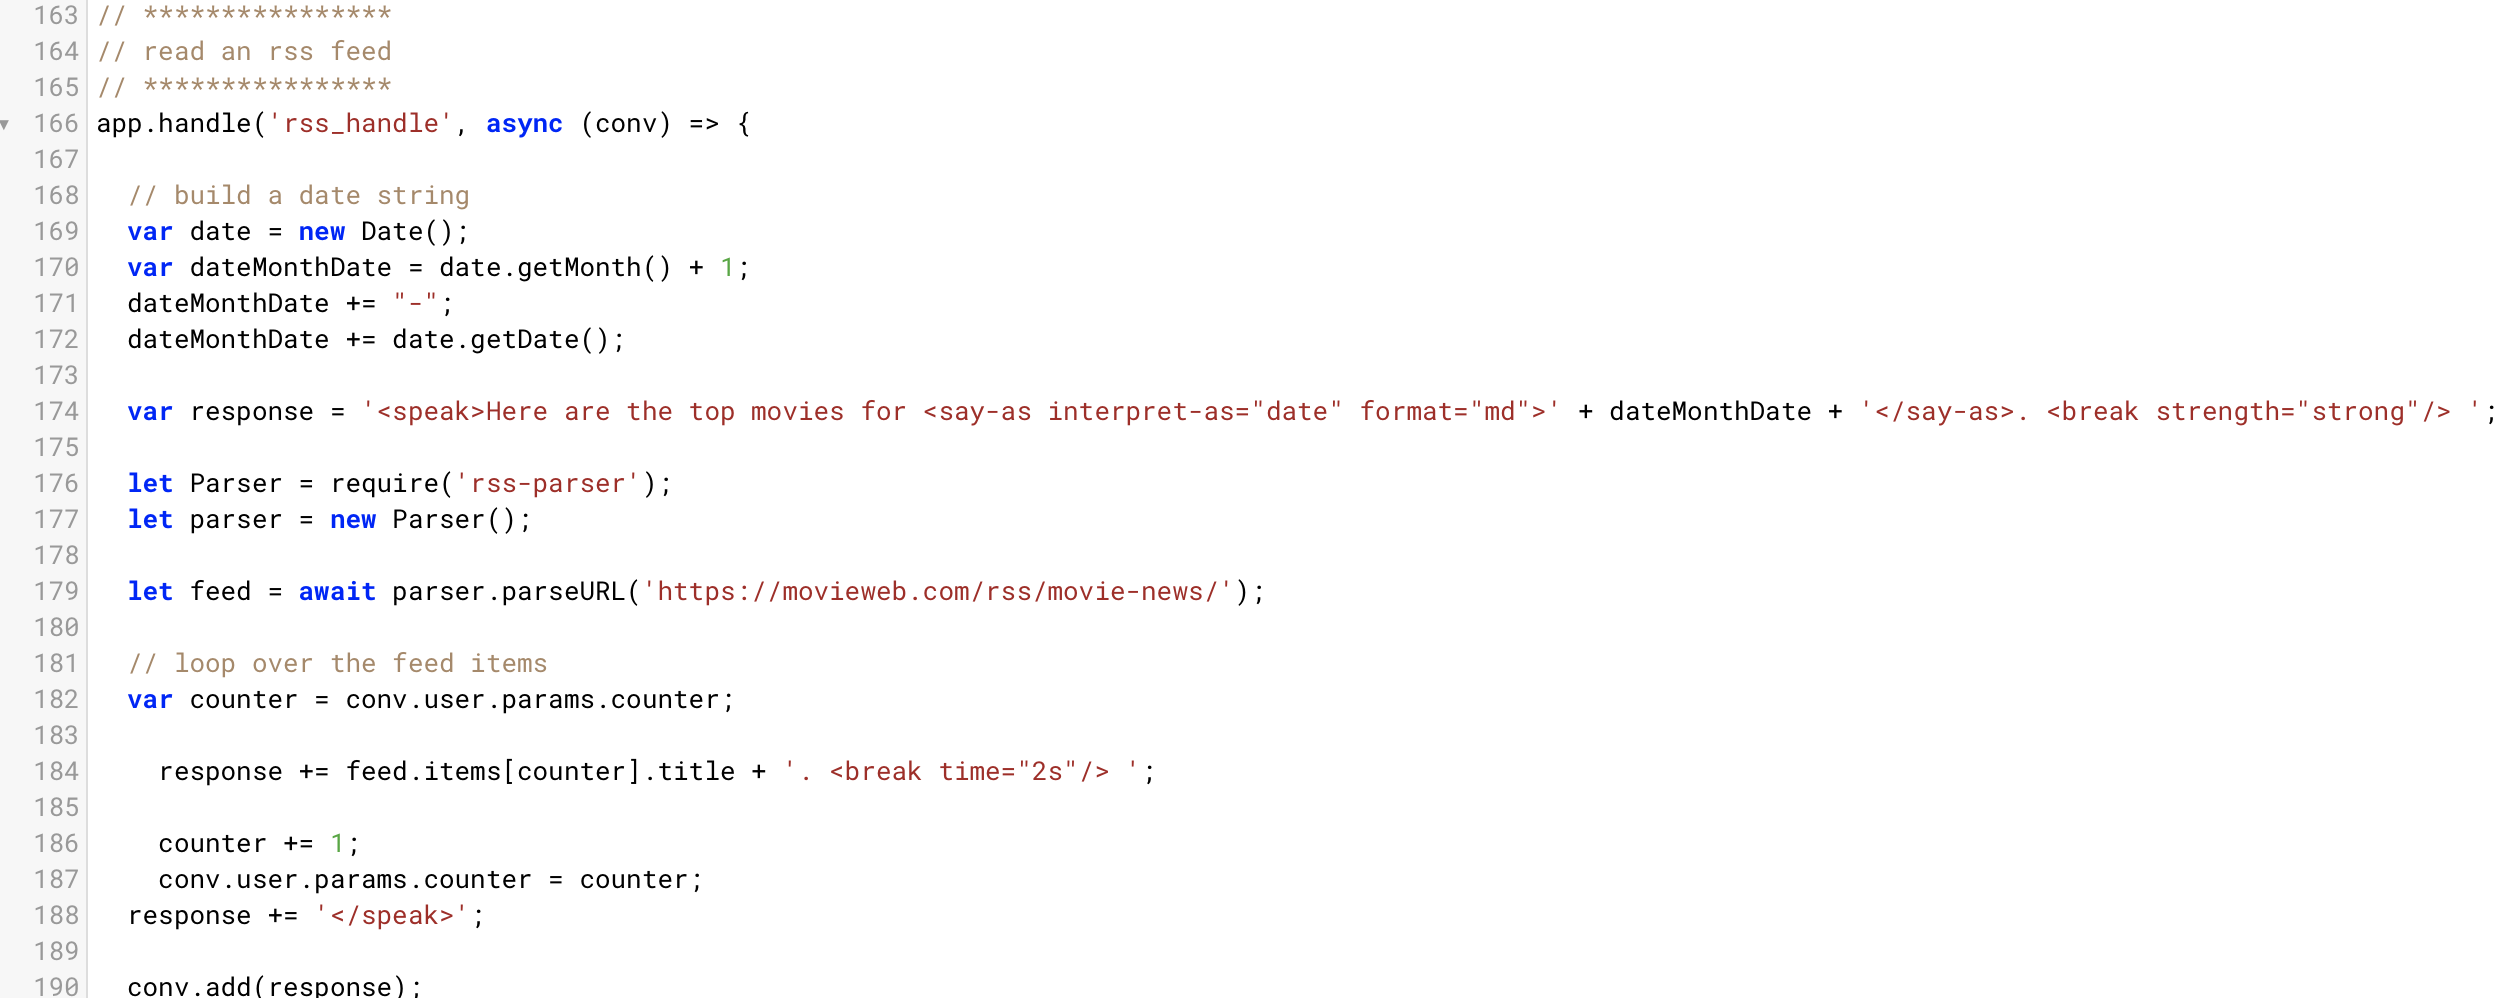 163 // ****************
164 // read an rss feed
165 // ****************
166 app.handle('rss_handle', async (conv) => {
167
168   // build a date string
169   var date = new Date();
170   var dateMonthDate = date.getMonth() + 1;
171   dateMonthDate += "-";
172   dateMonthDate += date.getDate();
173
174   var response = '<speak>Here are the top movies for <say-as interpret-as="date" format="md">' + dateMonthDate + '</say-as>. <break strength="strong"/> ';
175
176   let Parser = require('rss-parser');
177   let parser = new Parser();
178
179   let feed = await parser.parseURL('https://movieweb.com/rss/movie-news/');
180
181   // loop over the feed items
182   var counter = conv.user.params.counter;
183
184     response += feed.items[counter].title + '. <break time="2s"/> ';
185
186     counter += 1;
187     conv.user.params.counter = counter;
188   response += '</speak>';
189
190   conv.add(response);